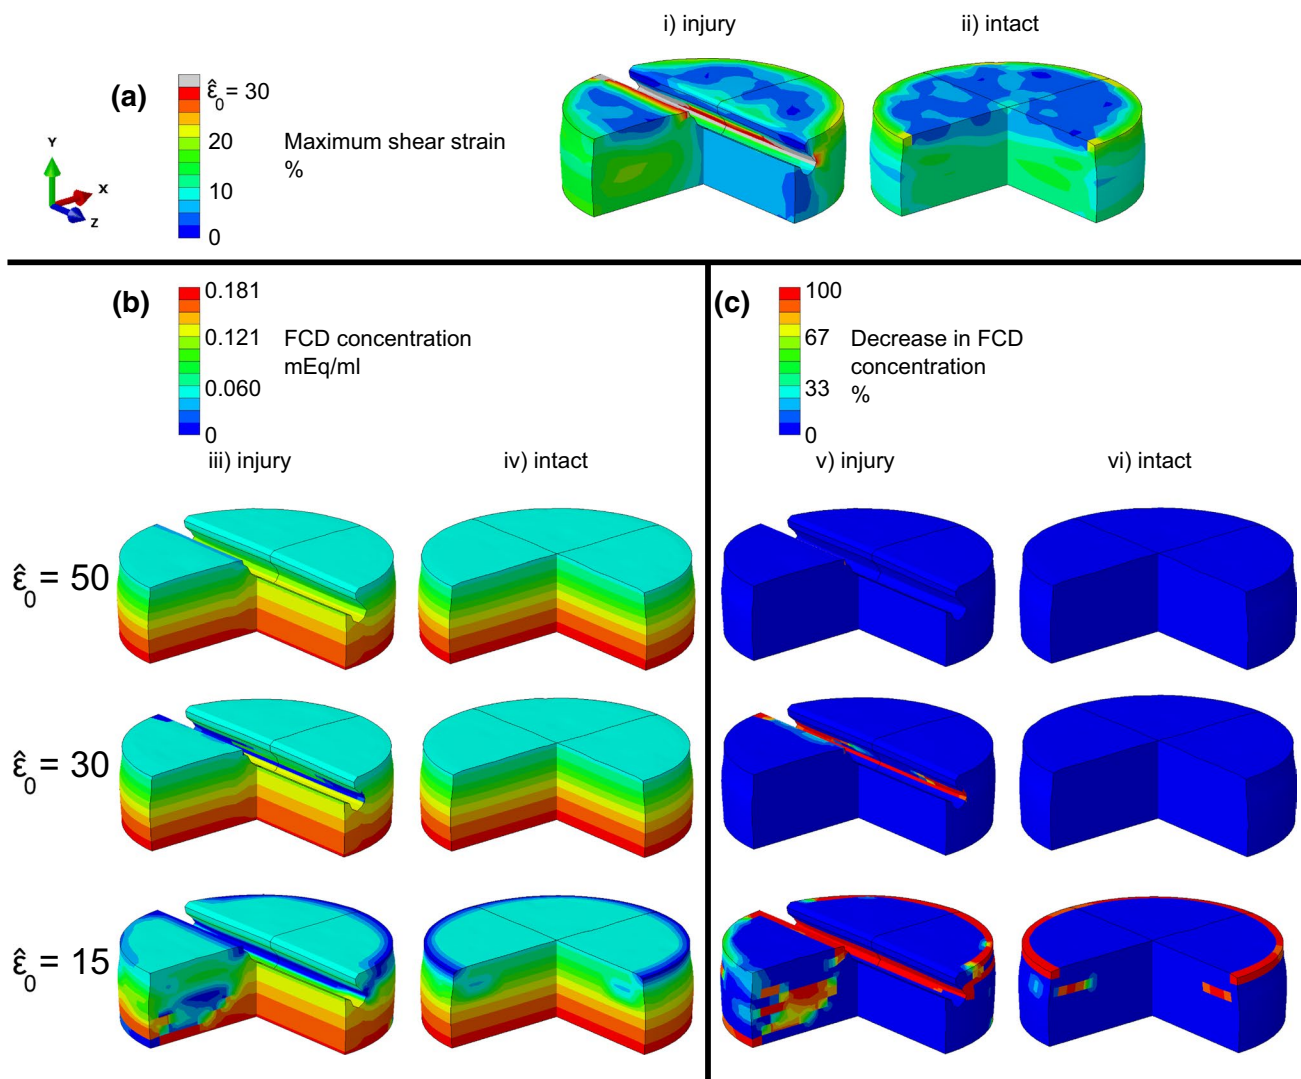 i) injury
ii) intact
(a)
ε̂₀ = 30
20
10
0
Maximum shear strain
%
Y
X
Z
(b)
0.181
0.121
0.060
0
FCD concentration
mEq/ml
(c)
100
67
33
0
Decrease in FCD
concentration
%
iii) injury
iv) intact
v) injury
vi) intact
ε̂₀ = 50
ε̂₀ = 30
ε̂₀ = 15